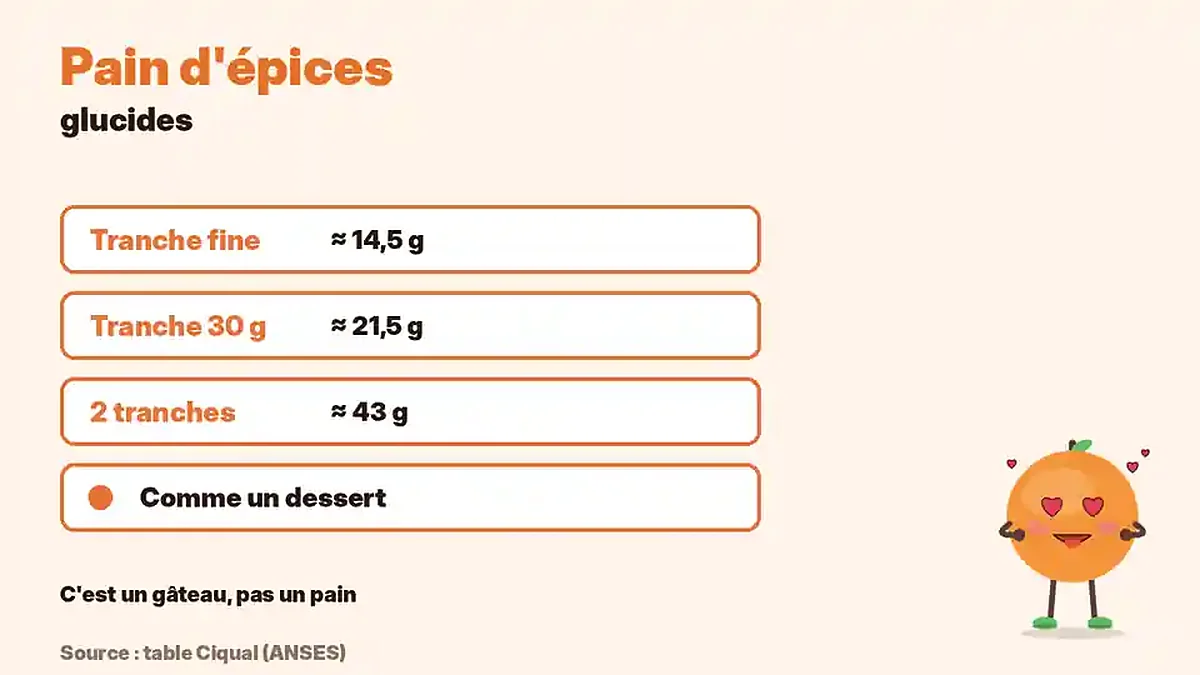 Pain d'épices
glucides
Tranche fine ≈ 14,5 g
Tranche 30 g ≈ 21,5 g
2 tranches ≈ 43 g
Comme un dessert
C'est un gâteau, pas un pain
Source : table Ciqual (ANSES)